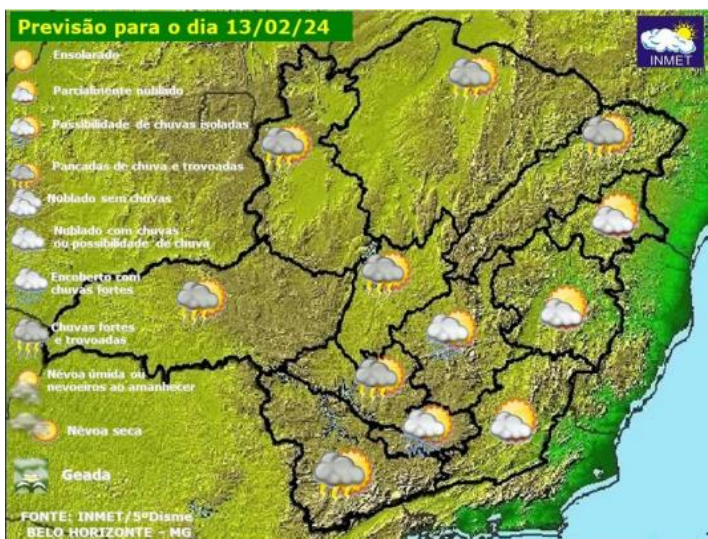 Previsão para o dia 13/02/24
INMET
Ensolarado
Parcialmente nublado
Possibilidade de chuvas isoladas
Pancadas de chuva e trovoadas
Nublado sem chuvas
Nublado com chuvas
ou possibilidade de chuva
Encoberto com
chuvas fortes
Chuvas fortes
e trovoadas
Névoa úmida ou
nevoeiros ao amanhecer
Névoa seca
Geada
FONTE: INMET/5ºDisme
BELO HORIZONTE - MG